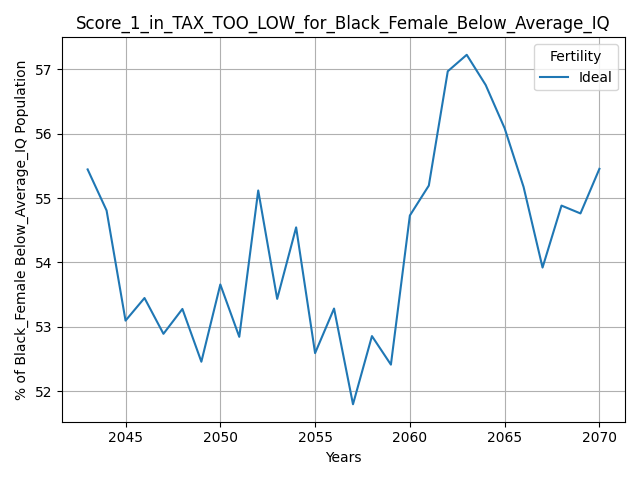 Score_1_in_TAX_TOO_LOW_for_Black_Female_Below_Average_IQ
% of Black_Female Below_Average_IQ Population
57
56
55
54
53
52
Fertility
Ideal
2045 2050 2055 2060 2065 2070
Years